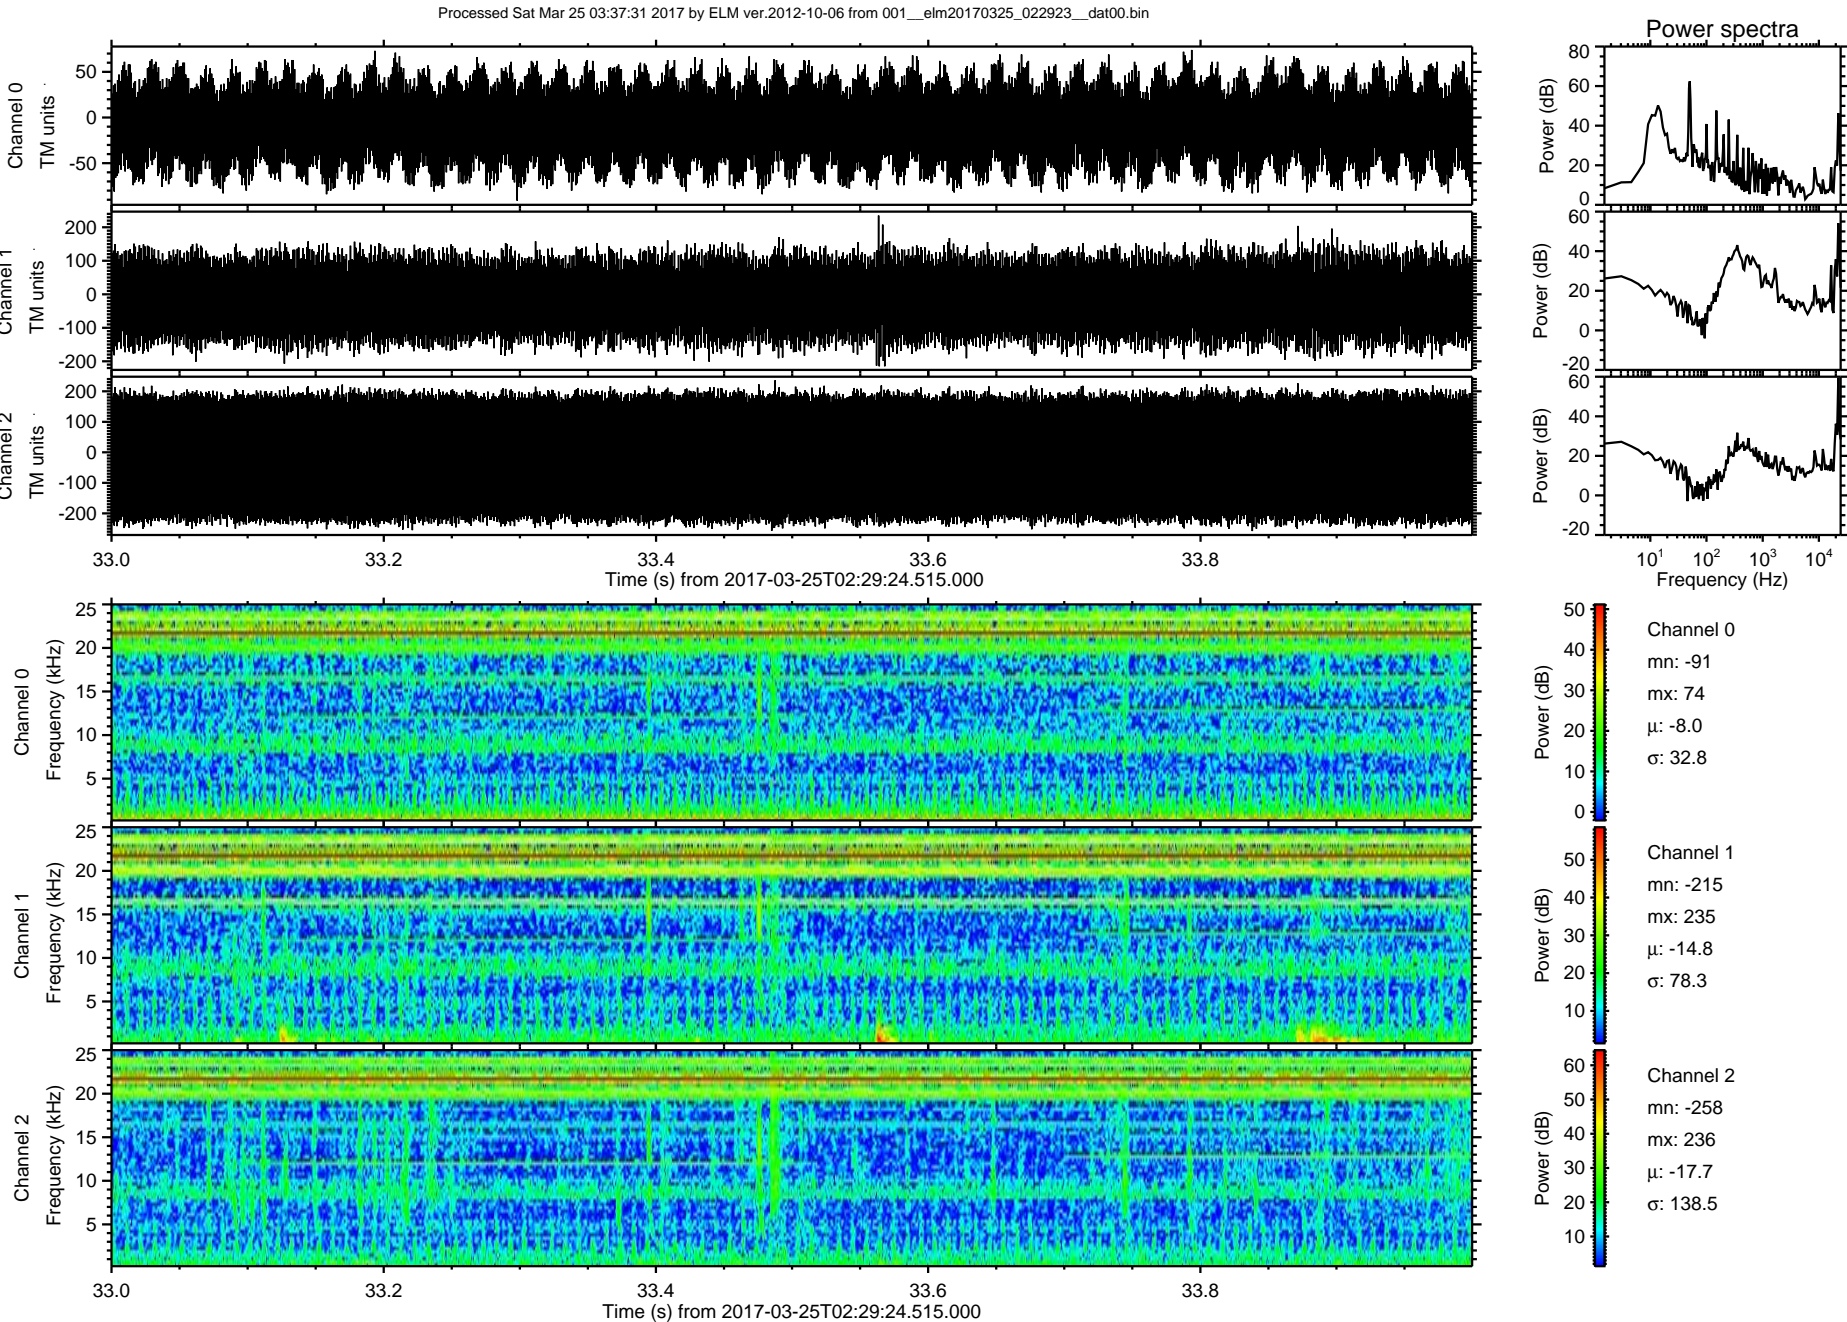 Processed Sat Mar 25 03:37:31 2017 by ELM ver.2012-10-06 from 001__elm20170325_022923__dat00.bin
Power spectra
Channel 0
TM units
50
0
-50
Power (dB)
80
60
40
20
0
Channel 1
TM units
200
100
0
-100
-200
Power (dB)
60
40
20
0
-20
Channel 2
TM units
200
100
0
-100
-200
Power (dB)
60
40
20
0
-20
33.0 33.2 33.4 33.6 33.8
Time (s) from 2017-03-25T02:29:24.515.000
10¹ 10² 10³ 10⁴
Frequency (Hz)
Channel 0
Frequency (kHz)
25
20
15
10
5
Power (dB)
50
40
30
20
10
0
Channel 0
mn: -91
mx: 74
μ: -8.0
σ: 32.8
Channel 1
Frequency (kHz)
25
20
15
10
5
Power (dB)
50
40
30
20
10
Channel 1
mn: -215
mx: 235
μ: -14.8
σ: 78.3
Channel 2
Frequency (kHz)
25
20
15
10
5
Power (dB)
60
50
40
30
20
10
Channel 2
mn: -258
mx: 236
μ: -17.7
σ: 138.5
33.0 33.2 33.4 33.6 33.8
Time (s) from 2017-03-25T02:29:24.515.000